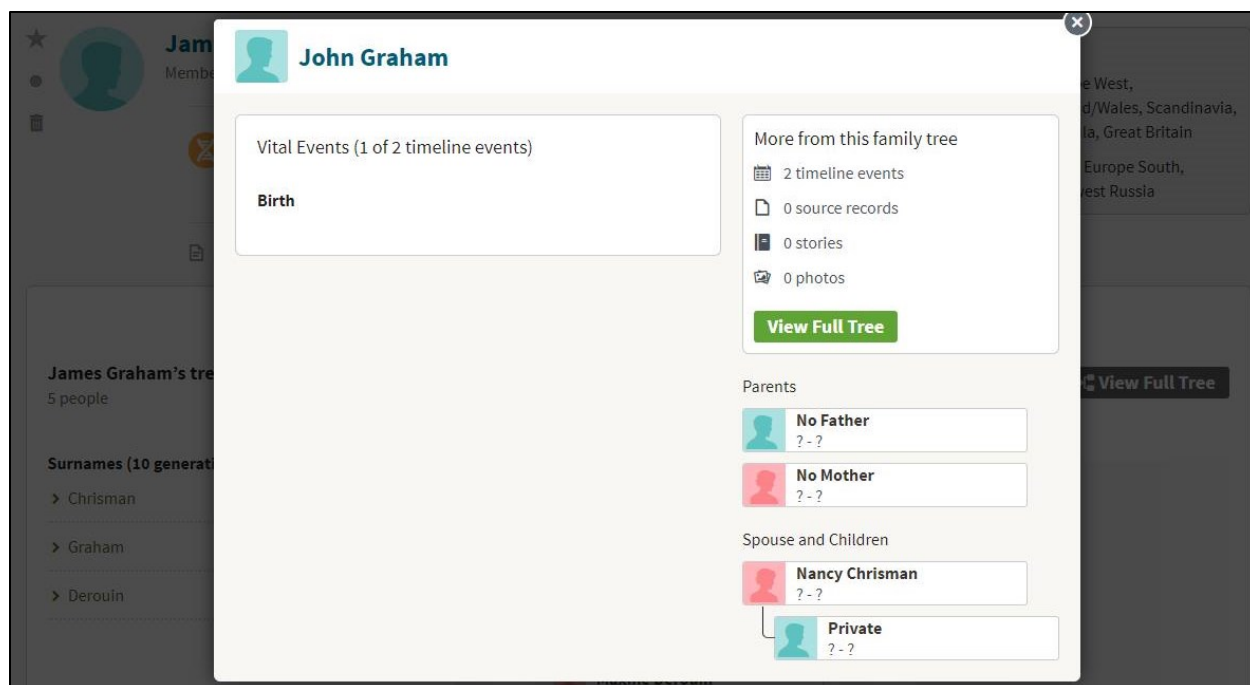 Jam
Membe
James Graham's tre
5 people
Surnames (10 generati
> Chrisman
> Graham
> Derouin
John Graham
Vital Events (1 of 2 timeline events)
Birth
More from this family tree
2 timeline events
0 source records
0 stories
0 photos
View Full Tree
Parents
No Father
? - ?
No Mother
? - ?
Spouse and Children
Nancy Chrisman
? - ?
Private
? - ?
e West,
d/Wales, Scandinavia,
la, Great Britain
Europe South,
vest Russia
View Full Tree